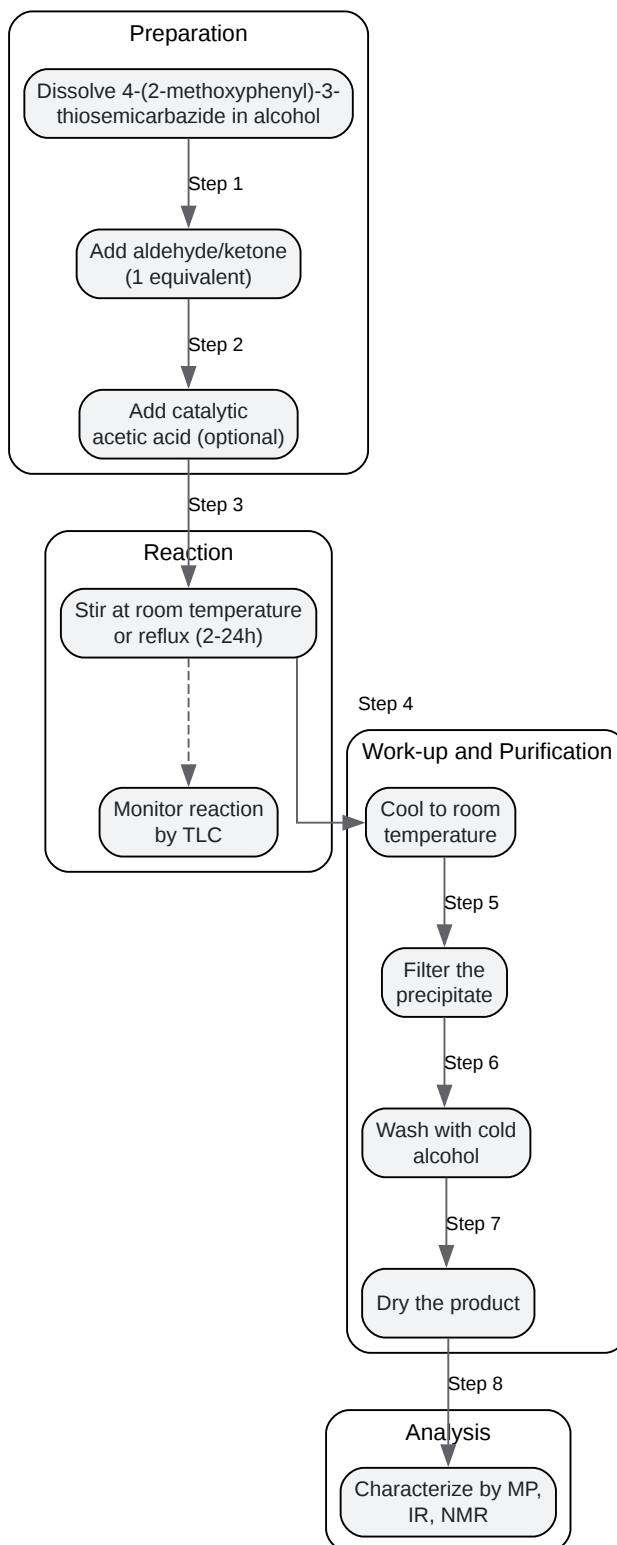 Preparation
Dissolve 4-(2-methoxyphenyl)-3-
thiosemicarbazide in alcohol
Step 1
Add aldehyde/ketone
(1 equivalent)
Step 2
Add catalytic
acetic acid (optional)
Step 3
Reaction
Stir at room temperature
or reflux (2-24h)
Monitor reaction
by TLC
Step 4
Work-up and Purification
Cool to room
temperature
Step 5
Filter the
precipitate
Step 6
Wash with cold
alcohol
Step 7
Dry the product
Step 8
Analysis
Characterize by MP,
IR, NMR